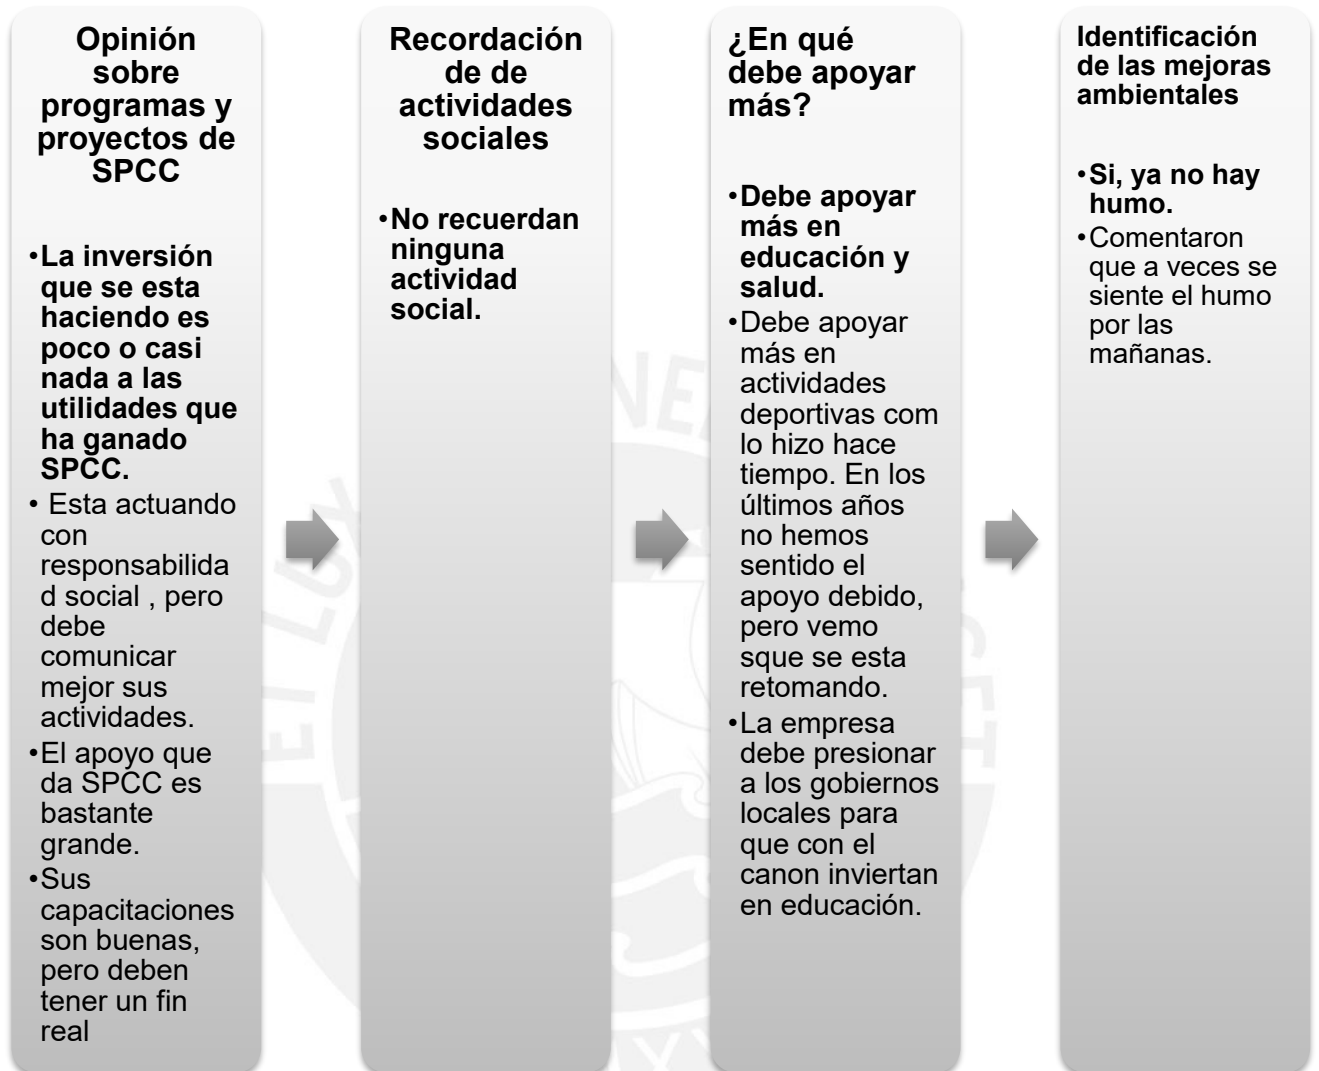 Opinión
sobre
programas y
proyectos de
SPCC
•La inversión
que se esta
haciendo es
poco o casi
nada a las
utilidades que
ha ganado
SPCC.
• Esta actuando
con
responsabilida
d social , pero
debe
comunicar
mejor sus
actividades.
•El apoyo que
da SPCC es
bastante
grande.
•Sus
capacitaciones
son buenas,
pero deben
tener un fin
real
Recordación
de de
actividades
sociales
•No recuerdan
ninguna
actividad
social.
¿En qué
debe apoyar
más?
•Debe apoyar
más en
educación y
salud.
•Debe apoyar
más en
actividades
deportivas com
lo hizo hace
tiempo. En los
últimos años
no hemos
sentido el
apoyo debido,
pero vemo
sque se esta
retomando.
•La empresa
debe presionar
a los gobiernos
locales para
que con el
canon inviertan
en educación.
Identificación
de las mejoras
ambientales
•Si, ya no hay
humo.
•Comentaron
que a veces se
siente el humo
por las
mañanas.
ET LUX